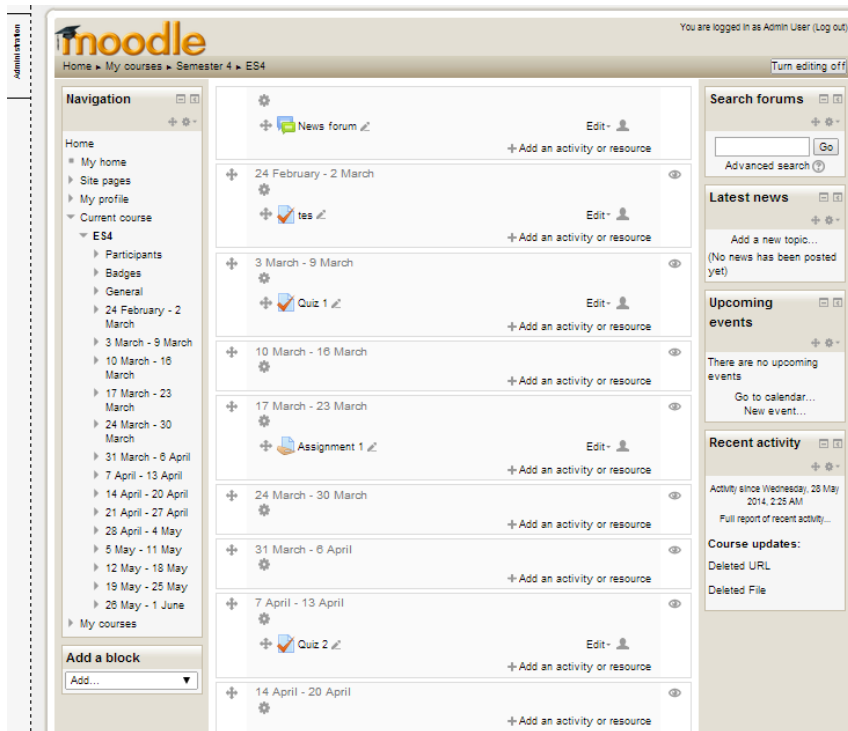 Administration
moodle
You are logged in as Admin User (Log out)
Home ► My courses ► Semester 4 ► ES4
Turn editing off
Navigation
Home
My home
Site pages
My profile
Current course
ES4
Participants
Badges
General
24 February - 2
March
3 March - 9 March
10 March - 16
March
17 March - 23
March
24 March - 30
March
31 March - 6 April
7 April - 13 April
14 April - 20 April
21 April - 27 April
28 April - 4 May
5 May - 11 May
12 May - 18 May
19 May - 25 May
26 May - 1 June
My courses
Add a block
Add...
News forum
Edit
Add an activity or resource
24 February - 2 March
tes
Edit
Add an activity or resource
3 March - 9 March
Quiz 1
Edit
Add an activity or resource
10 March - 16 March
Add an activity or resource
17 March - 23 March
Assignment 1
Edit
Add an activity or resource
24 March - 30 March
Add an activity or resource
31 March - 6 April
Add an activity or resource
7 April - 13 April
Quiz 2
Edit
Add an activity or resource
14 April - 20 April
Add an activity or resource
Search forums
Go
Advanced search
Latest news
Add a new topic...
(No news has been posted
yet)
Upcoming
events
There are no upcoming
events
Go to calendar...
New event...
Recent activity
Activity since Wednesday, 28 May
2014, 2:25 AM
Full report of recent activity...
Course updates:
Deleted URL
Deleted File